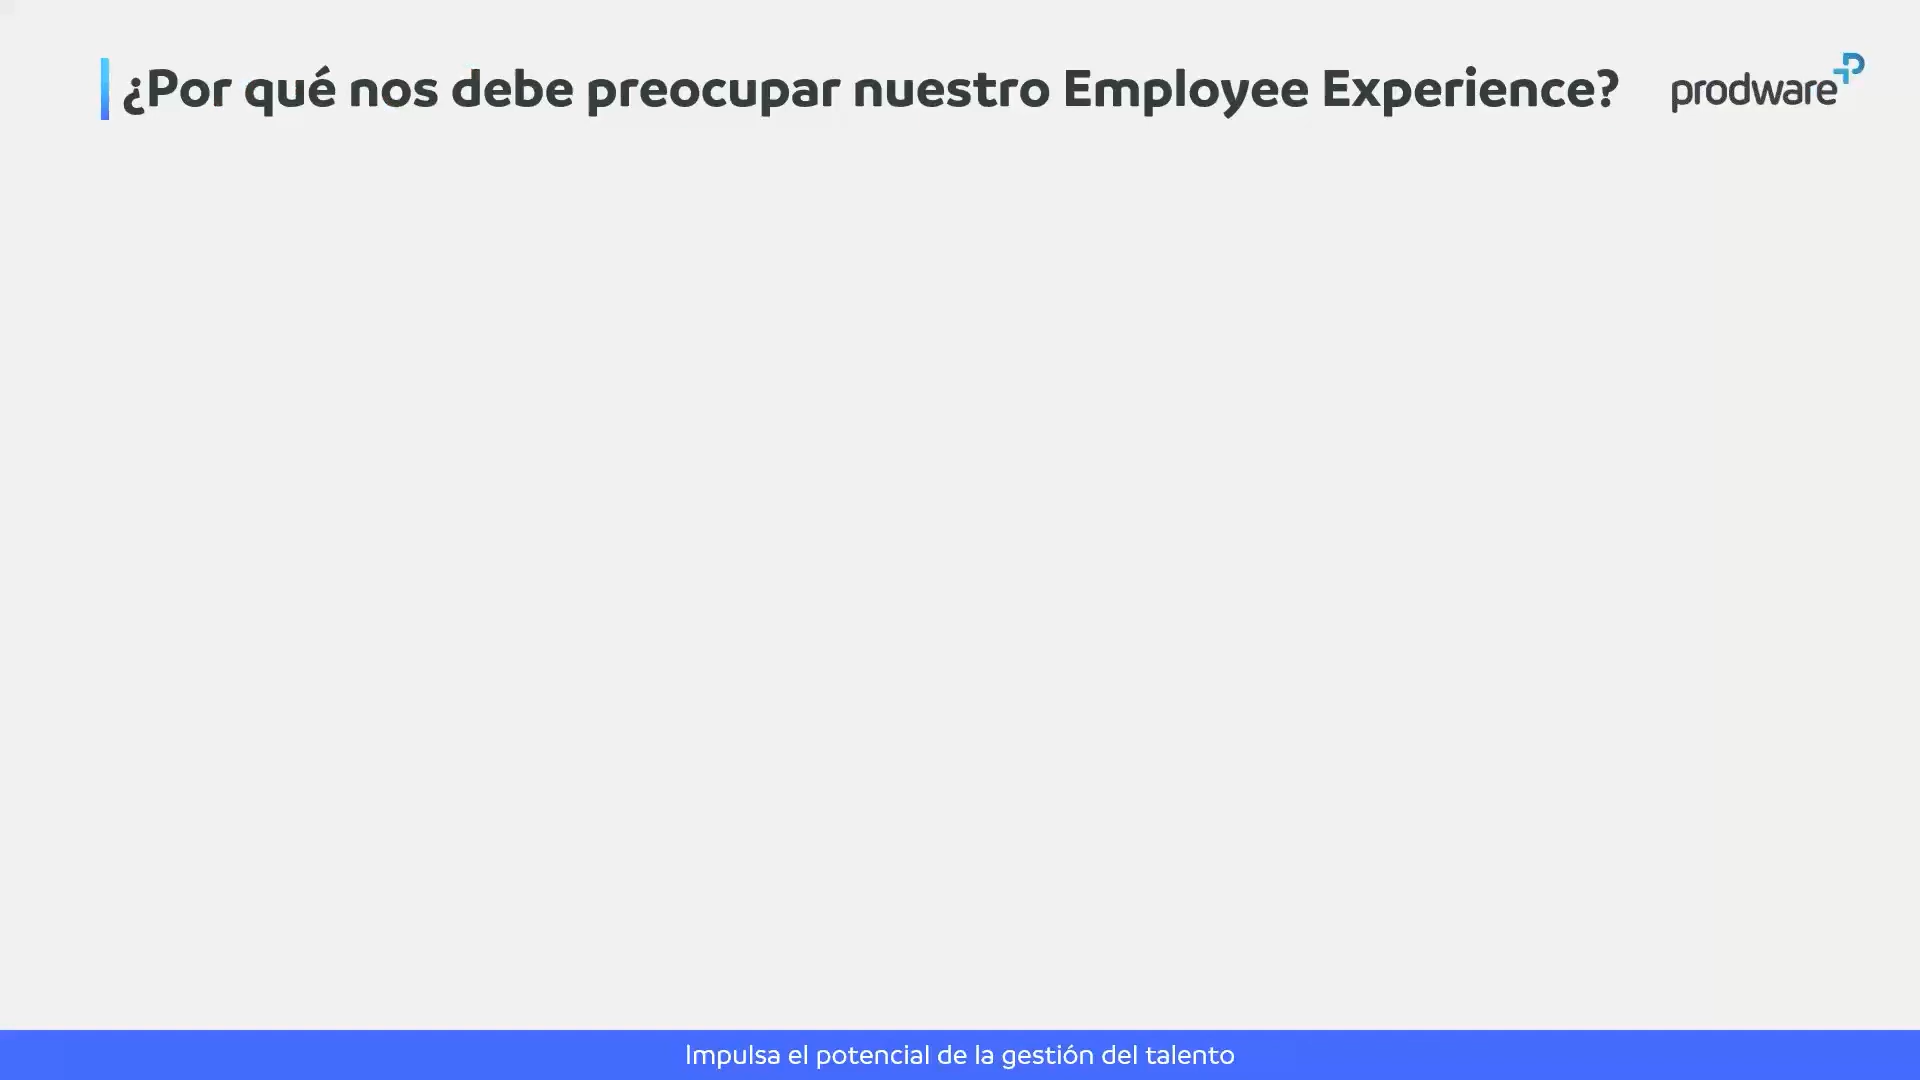 ¿Por qué nos debe preocupar nuestro Employee Experience?
prodware
Impulsa el potencial de la gestión del talento